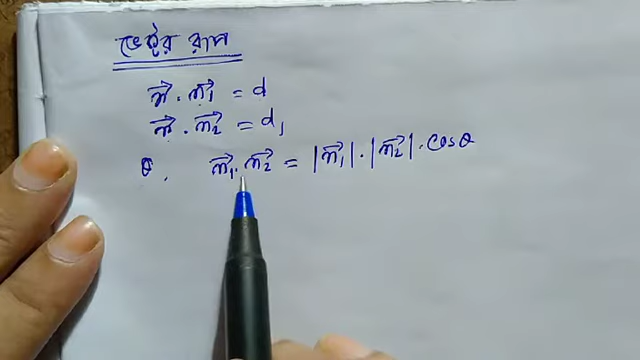 ভেক্টর রাশ
r⃗ . n⃗₁ = d
r⃗ . n⃗₂ = d₁
θ . n⃗₁ . n⃗₂ = |n⃗₁| . |n⃗₂| . cosθ